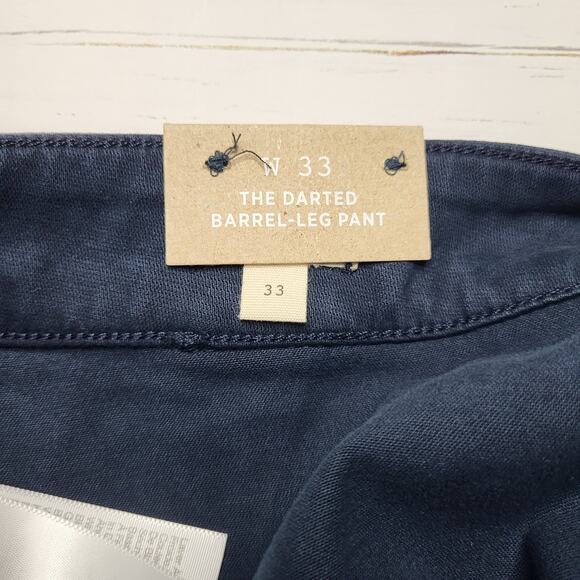 W 33
THE DARTED
BARREL-LEG PANT
33